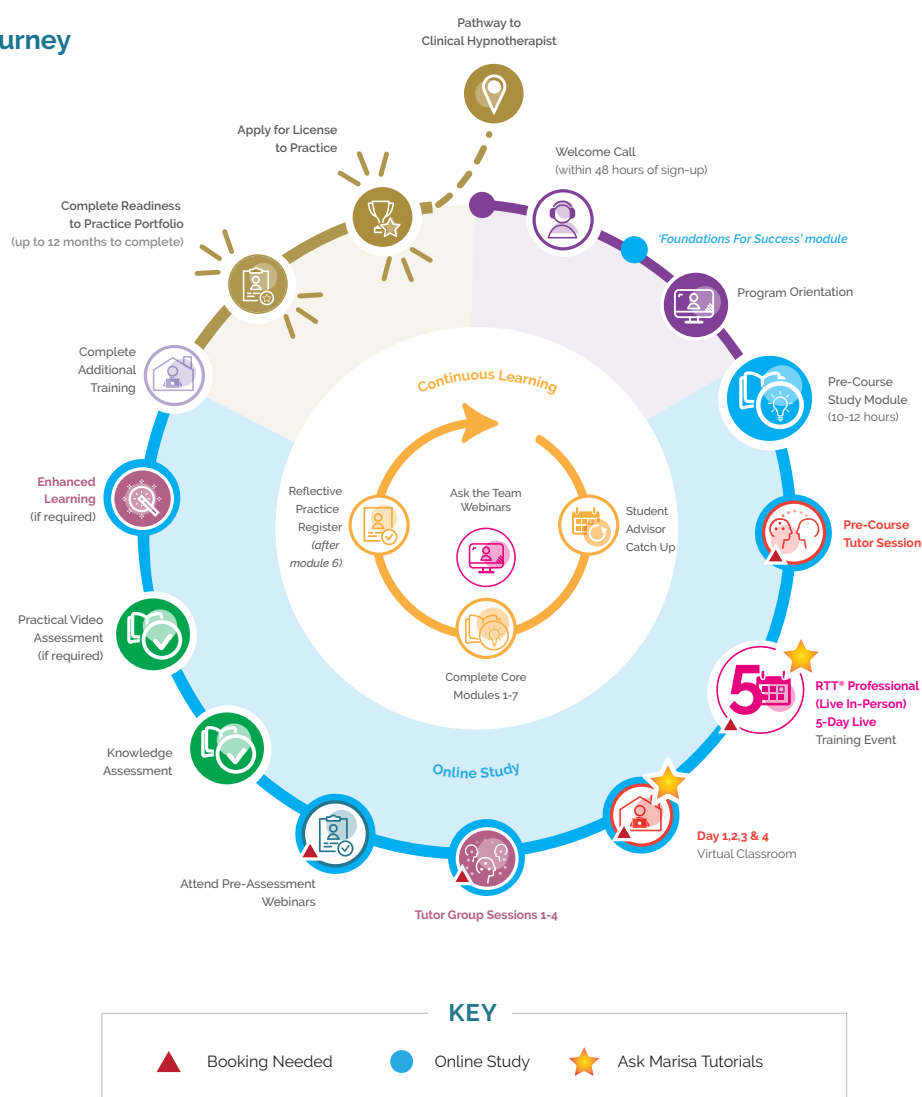 urney
Pathway to
Clinical Hypnotherapist
Apply for License
to Practice
Welcome Call
(within 48 hours of sign-up)
Complete Readiness
to Practice Portfolio
(up to 12 months to complete)
'Foundations For Success' module
Program Orientation
Complete
Additional
Training
Pre-Course
Study Module
(10-12 hours)
Continuous Learning
Enhanced
Learning
(if required)
Reflective
Practice
Register
(after
module 6)
Ask the Team
Webinars
Student
Advisor
Catch Up
Pre-Course
Tutor Session
Practical Video
Assessment
(if required)
Complete Core
Modules 1-7
5
RTT® Professional
(Live In-Person)
5-Day Live
Training Event
Knowledge
Assessment
Online Study
Day 1,2,3 & 4
Virtual Classroom
Attend Pre-Assessment
Webinars
Tutor Group Sessions 1-4
KEY
Booking Needed
Online Study
Ask Marisa Tutorials